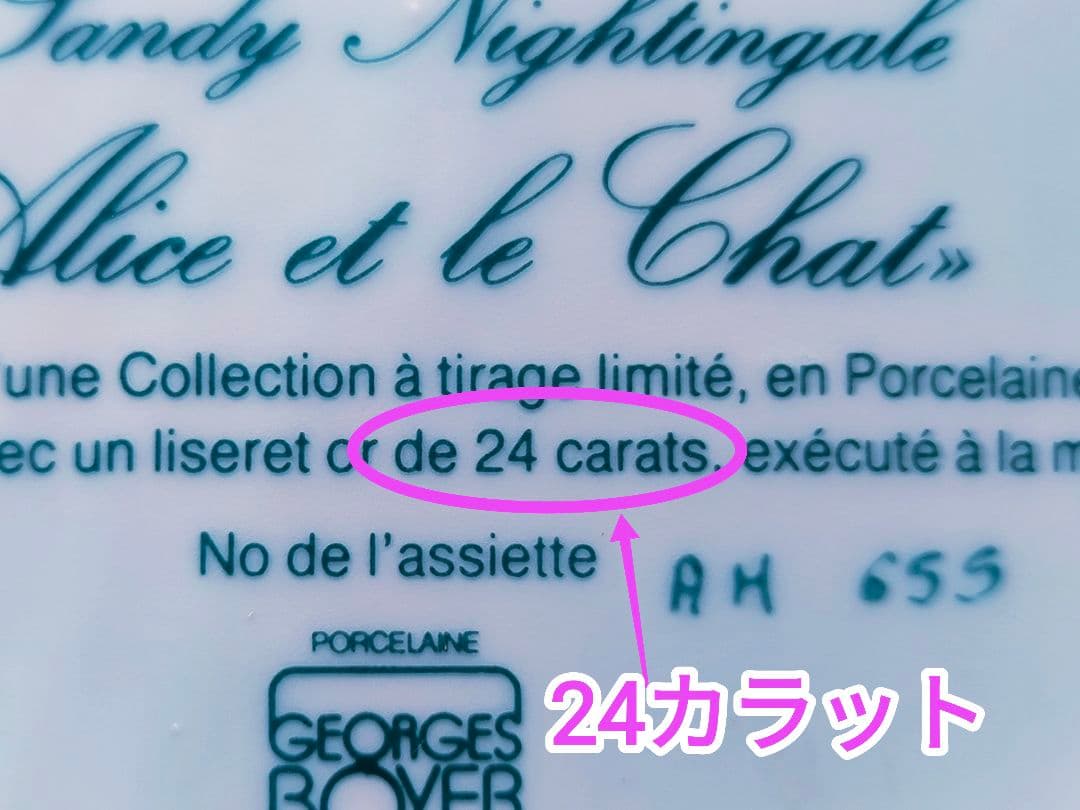 Sandy Nightingale
Alice et le Chat»
une Collection à tirage limité, en Porcelaine
ec un liseret or de 24 carats, exécuté à la m
No de l'assiette AH 655
PORCELAINE
24カラット
GEORGES
BOYER